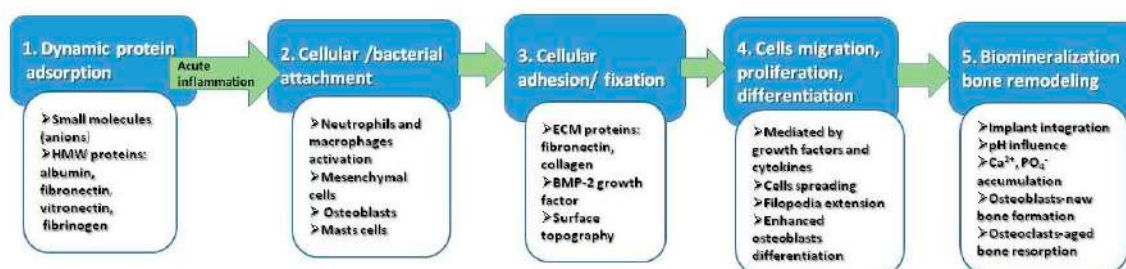 1. Dynamic protein
adsorption
➢Small molecules
(anions)
➢HMW proteins:
albumin,
fibronectin,
vitronectin,
fibrinogen
Acute
inflammation
2. Cellular /bacterial
attachment
➢Neutrophils and
macrophages
activation
➢Mesenchymal
cells
➢ Osteoblasts
➢Masts cells
3. Cellular
adhesion/ fixation
➢ECM proteins:
fibronectin,
collagen
➢BMP-2 growth
factor
➢Surface
topography
4. Cells migration,
proliferation,
differentiation
➢Mediated by
growth factors and
cytokines
➢Cells spreading
➢Filopodia extension
➢Enhanced
osteoblasts
differentiation
5. Biomineralization
bone remodeling
➢Implant integration
➢pH influence
➢Ca²⁺, PO₄⁻
accumulation
➢Osteoblasts-new
bone formation
➢Osteoclasts-aged
bone resorption